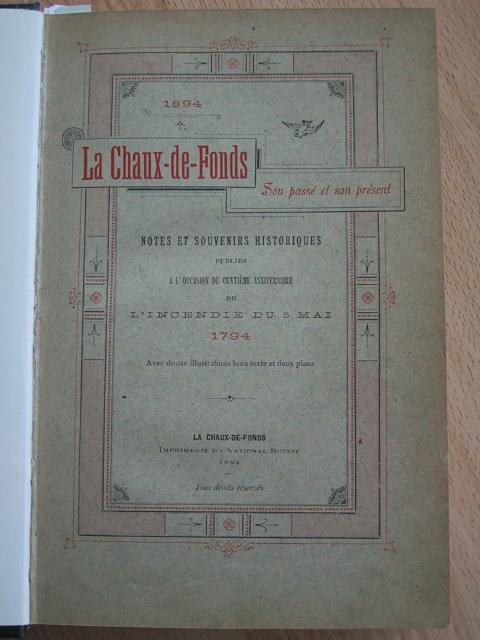 1894
La Chaux-de-Fonds
Son passé et son présent
NOTES ET SOUVENIRS HISTORIQUES
PUBLIÉS
À L'OCCASION DU CENTIÈME ANNIVERSAIRE
DE
L'INCENDIE DU 5 MAI
1794
Avec douze illustrations hors texte et deux plans
LA CHAUX-DE-FONDS
IMPRIMERIE DU NATIONAL SUISSE
1894
Tous droits réservés